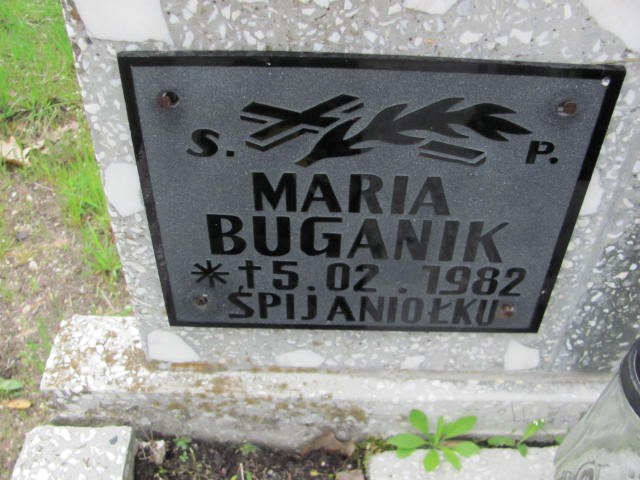 S. P.
MARIA
BUGANIK
*†5.02.1982
ŚPIJ ANIOŁKU